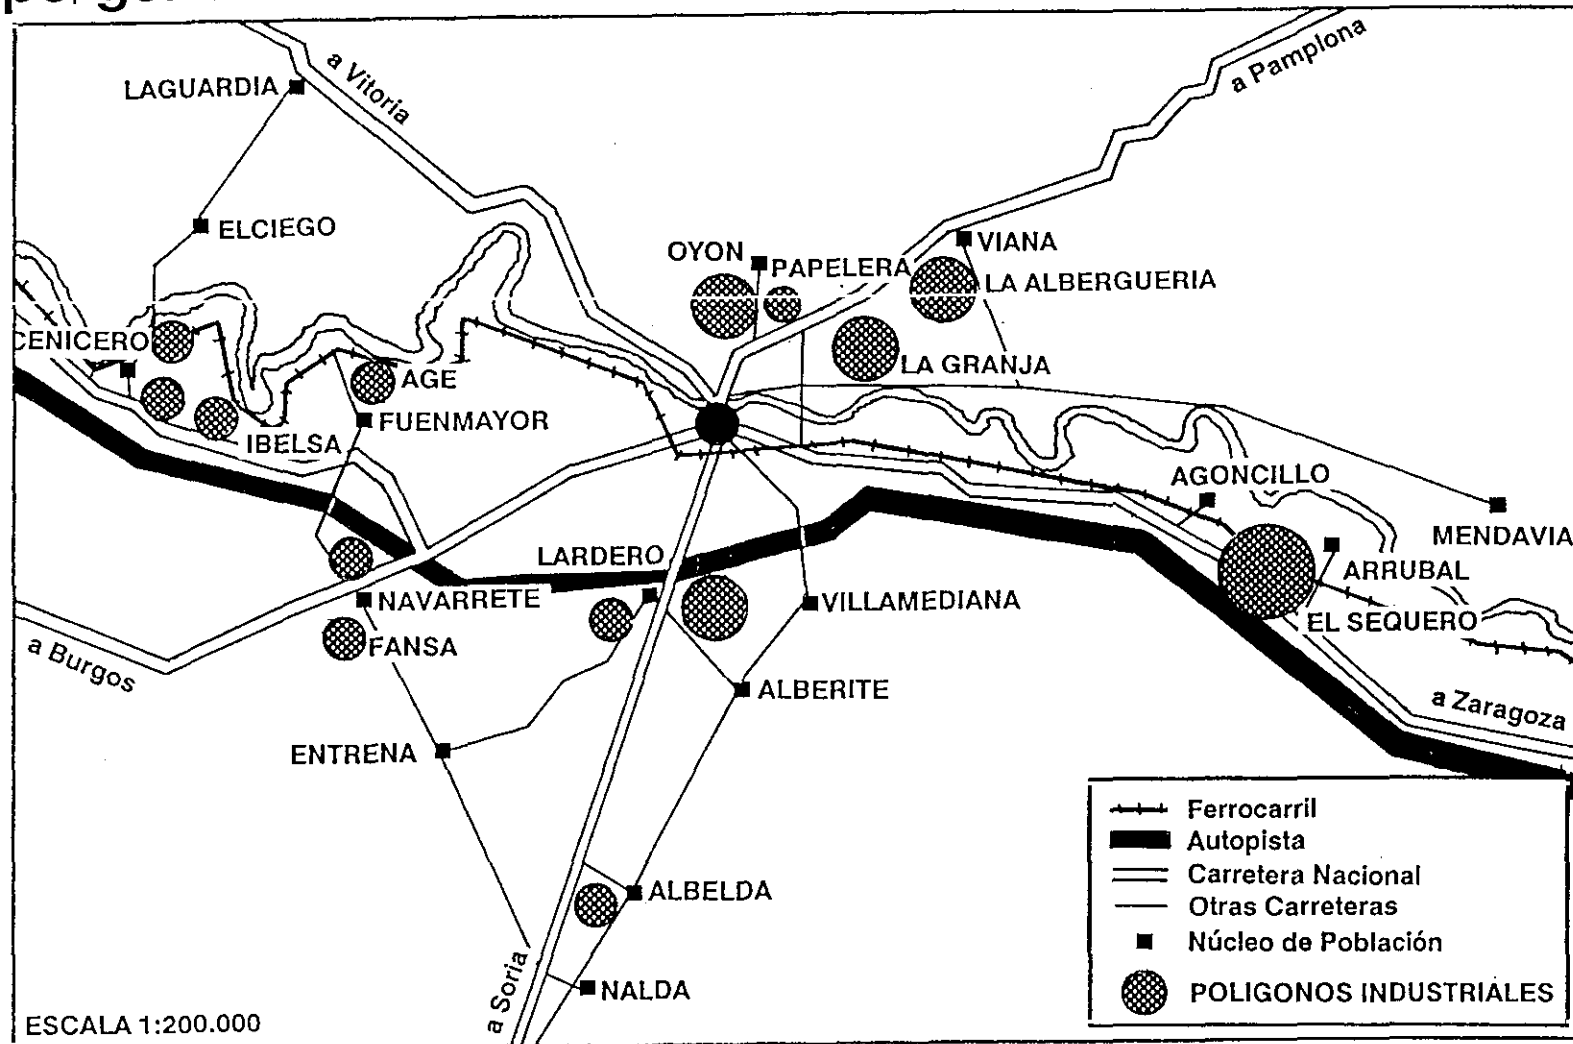 a Vitoria
a Pamplona
LAGUARDIA
ELCIEGO
OYON
PAPELERA
VIANA
LA ALBERGUERIA
CENICERO
AGE
LA GRANJA
FUENMAYOR
IBELSA
AGONCILLO
MENDAVIA
LARDERO
ARRUBAL
NAVARRETE
VILLAMEDIANA
EL SEQUERO
FANSA
a Burgos
ALBERITE
a Zaragoza
ENTRENA
ALBELDA
NALDA
a Soria
Ferrocarril
Autopista
Carretera Nacional
Otras Carreteras
Núcleo de Población
POLIGONOS INDUSTRIALES
ESCALA 1:200.000